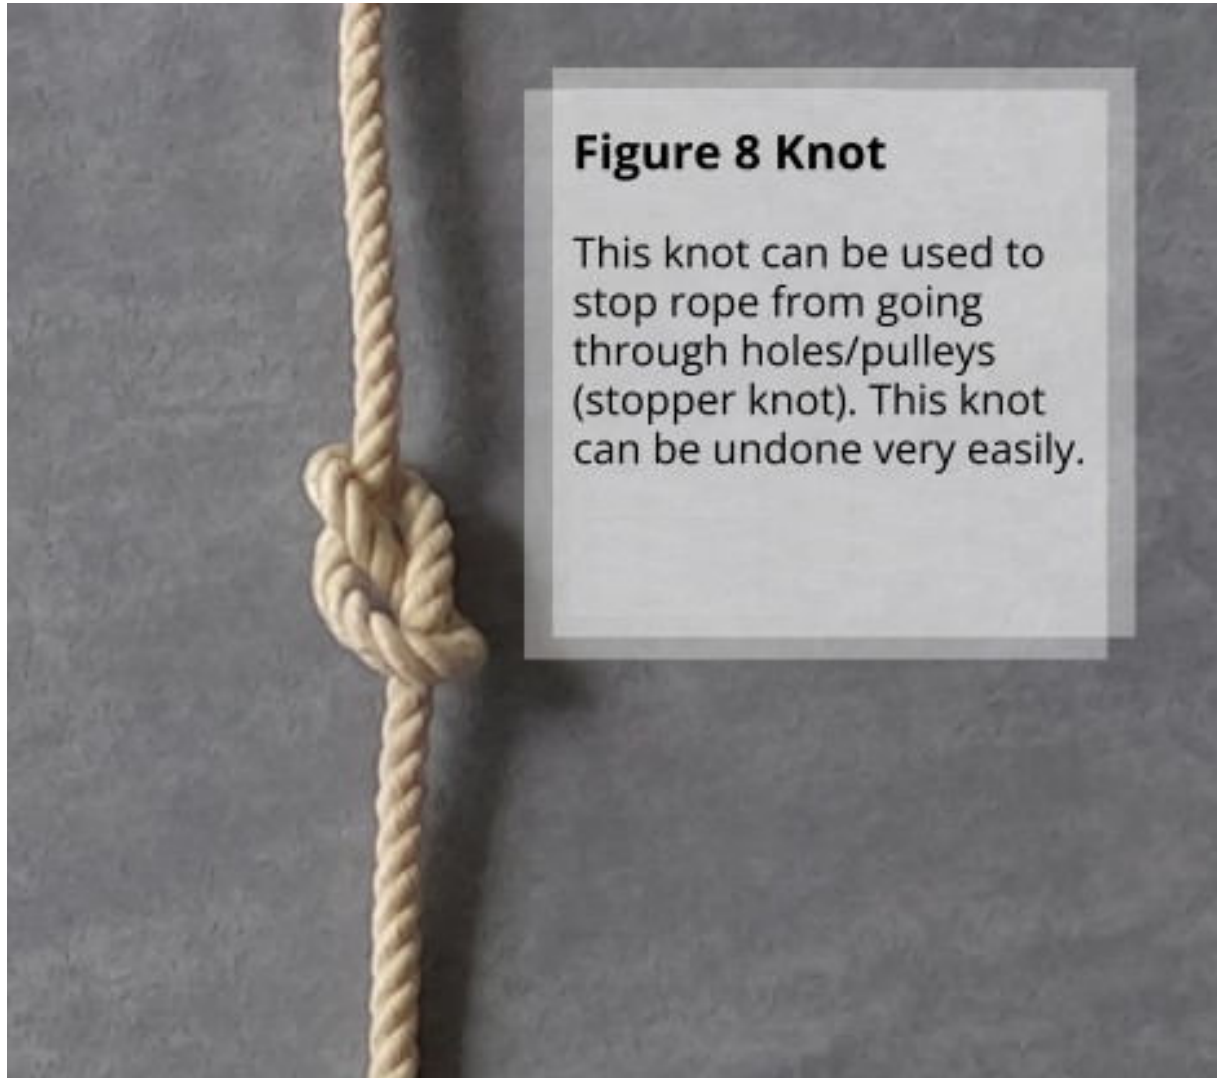 Figure 8 Knot
This knot can be used to
stop rope from going
through holes/pulleys
(stopper knot). This knot
can be undone very easily.